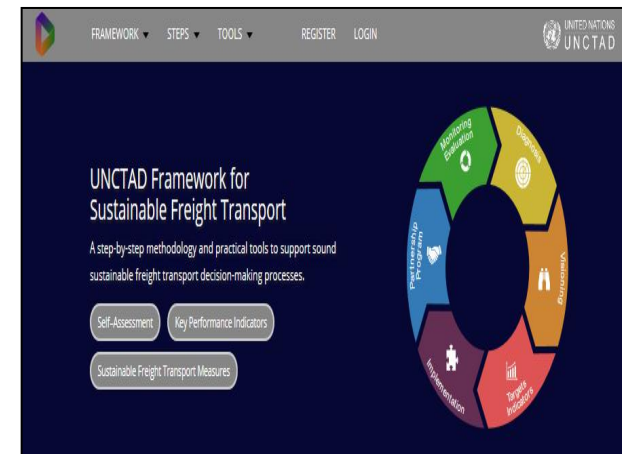 FRAMEWORK STEPS TOOLS REGISTER LOGIN
UNITED NATIONS
UNCTAD
UNCTAD Framework for
Sustainable Freight Transport
A step-by-step methodology and practical tools to support sound
sustainable freight transport decision-making processes.
Self-Assessment Key Performance Indicators
Sustainable Freight Transport Measures
Monitoring
Evaluation
Diagnosis
Visioning
Targets
Indicators
Implementation
Partnership
Program